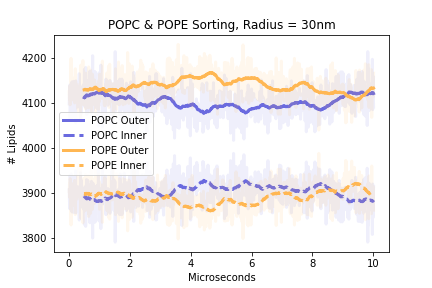 POPC & POPE Sorting, Radius = 30nm
4200
4100
4000
3900
3800
# Lipids
POPC Outer
POPC Inner
POPE Outer
POPE Inner
0
2
4
6
8
10
Microseconds